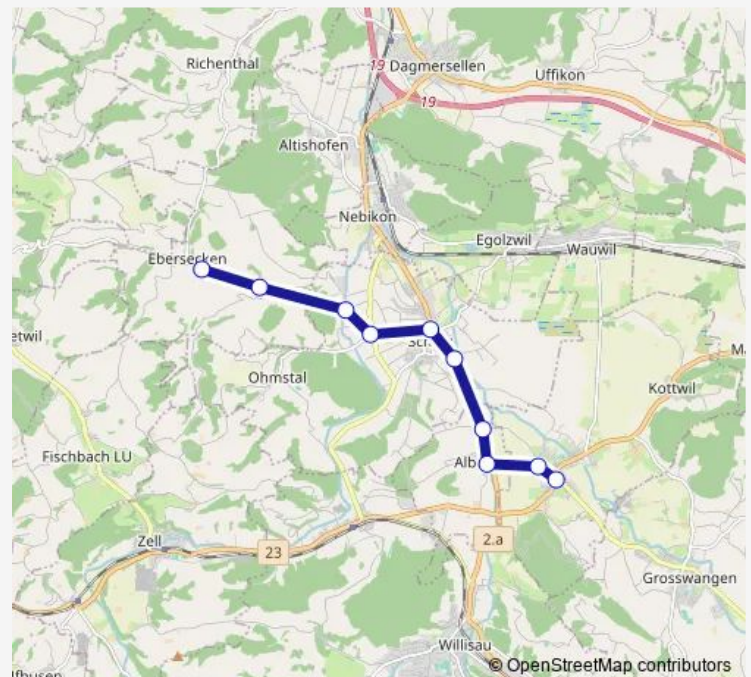 Richenthal
19
Dagmersellen
Uffikon
19
Altishofen
Nebikon
Egolzwil
Wauwil
Ebersecken
etwil
Sch
Ohmstal
Kottwil
Fischbach LU
Alb
Zell
23
2.a
Grosswangen
Willisau
© OpenStreetMap contributors